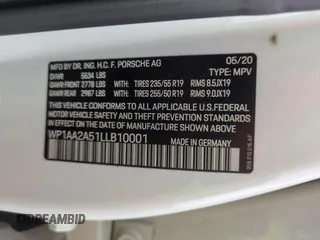 MFD. BY DR. ING. H.C. F. PORSCHE AG 05/20
GVWR 5534 LBS TYPE: MPV
GAWR FRONT 2778 LBS WITH: TIRES 235/55 R19 RIMS 8.0JX19
GAWR REAR 2987 LBS WITH: TIRES 255/50 R19 RIMS 9.0JX19
THIS VEHICLE CONFORMS TO ALL APPLICABLE U.S.FEDERAL
MOTOR VEHICLE SAFETY AND THEFT PREVENTION STANDARDS
IN EFFECT ON THE DATE OF MANUFACTURE SHOWN ABOVE.
WP1AA2A51LLB10001 MADE IN GERMANY
DREAMBID